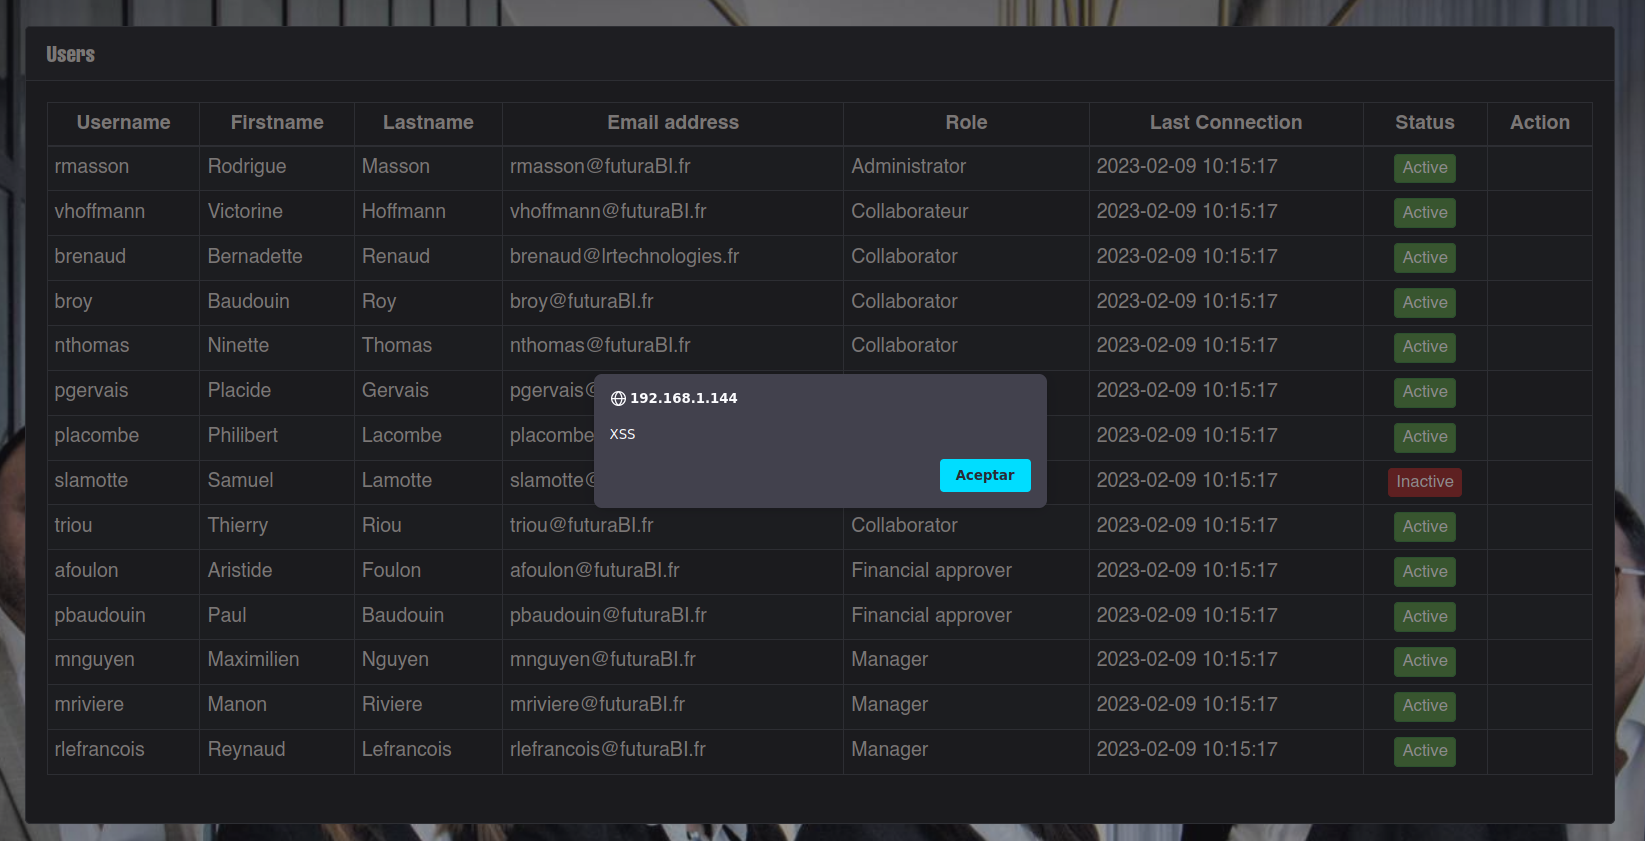 Users
Username Firstname Lastname Email address Role Last Connection Status Action
rmasson Rodrigue Masson rmasson@futuraBI.fr Administrator 2023-02-09 10:15:17 Active
vhoffmann Victorine Hoffmann vhoffmann@futuraBI.fr Collaborateur 2023-02-09 10:15:17 Active
brenaud Bernadette Renaud brenaud@lrtechnologies.fr Collaborator 2023-02-09 10:15:17 Active
broy Baudouin Roy broy@futuraBI.fr Collaborator 2023-02-09 10:15:17 Active
nthomas Ninette Thomas nthomas@futuraBI.fr Collaborator 2023-02-09 10:15:17 Active
pgervais Placide Gervais pgervais@ 2023-02-09 10:15:17 Active
placombe Philibert Lacombe placombe 2023-02-09 10:15:17 Active
slamotte Samuel Lamotte slamotte@ 2023-02-09 10:15:17 Inactive
triou Thierry Riou triou@futuraBI.fr Collaborator 2023-02-09 10:15:17 Active
afoulon Aristide Foulon afoulon@futuraBI.fr Financial approver 2023-02-09 10:15:17 Active
pbaudouin Paul Baudouin pbaudouin@futuraBI.fr Financial approver 2023-02-09 10:15:17 Active
mnguyen Maximilien Nguyen mnguyen@futuraBI.fr Manager 2023-02-09 10:15:17 Active
mriviere Manon Riviere mriviere@futuraBI.fr Manager 2023-02-09 10:15:17 Active
rlefrancois Reynaud Lefrancois rlefrancois@futuraBI.fr Manager 2023-02-09 10:15:17 Active
192.168.1.144
XSS
Aceptar